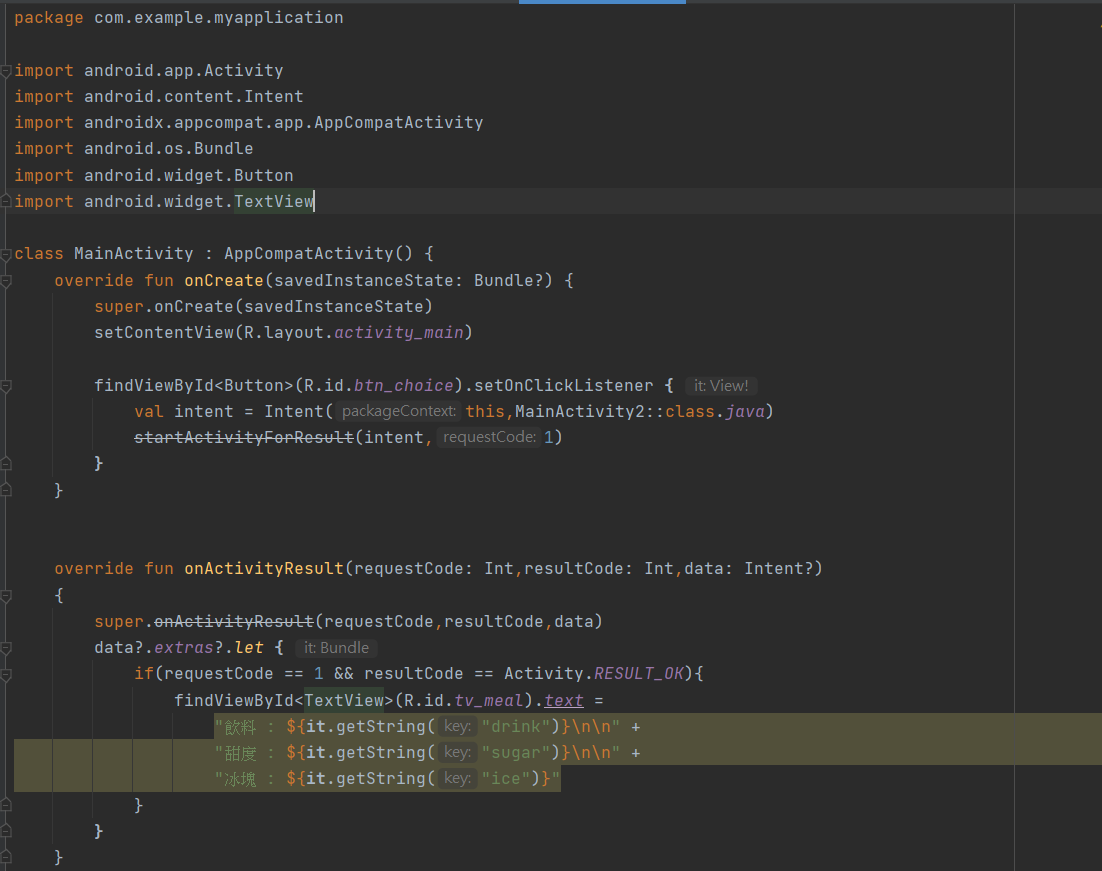 package com.example.myapplication
import android.app.Activity
import android.content.Intent
import androidx.appcompat.app.AppCompatActivity
import android.os.Bundle
import android.widget.Button
import android.widget.TextView
class MainActivity : AppCompatActivity() {
override fun onCreate(savedInstanceState: Bundle?) {
super.onCreate(savedInstanceState)
setContentView(R.layout.activity_main)
findViewById<Button>(R.id.btn_choice).setOnClickListener { it: View!
val intent = Intent( packageContext: this,MainActivity2::class.java)
startActivityForResult(intent, requestCode: 1)
}
}
override fun onActivityResult(requestCode: Int,resultCode: Int,data: Intent?)
{
super.onActivityResult(requestCode,resultCode,data)
data?.extras?.let { it: Bundle
if(requestCode == 1 && resultCode == Activity.RESULT_OK){
findViewById<TextView>(R.id.tv_meal).text =
"飲料 : ${it.getString( key: "drink")}\n\n" +
"甜度 : ${it.getString( key: "sugar")}\n\n" +
"冰塊 : ${it.getString( key: "ice")}"
}
}
}